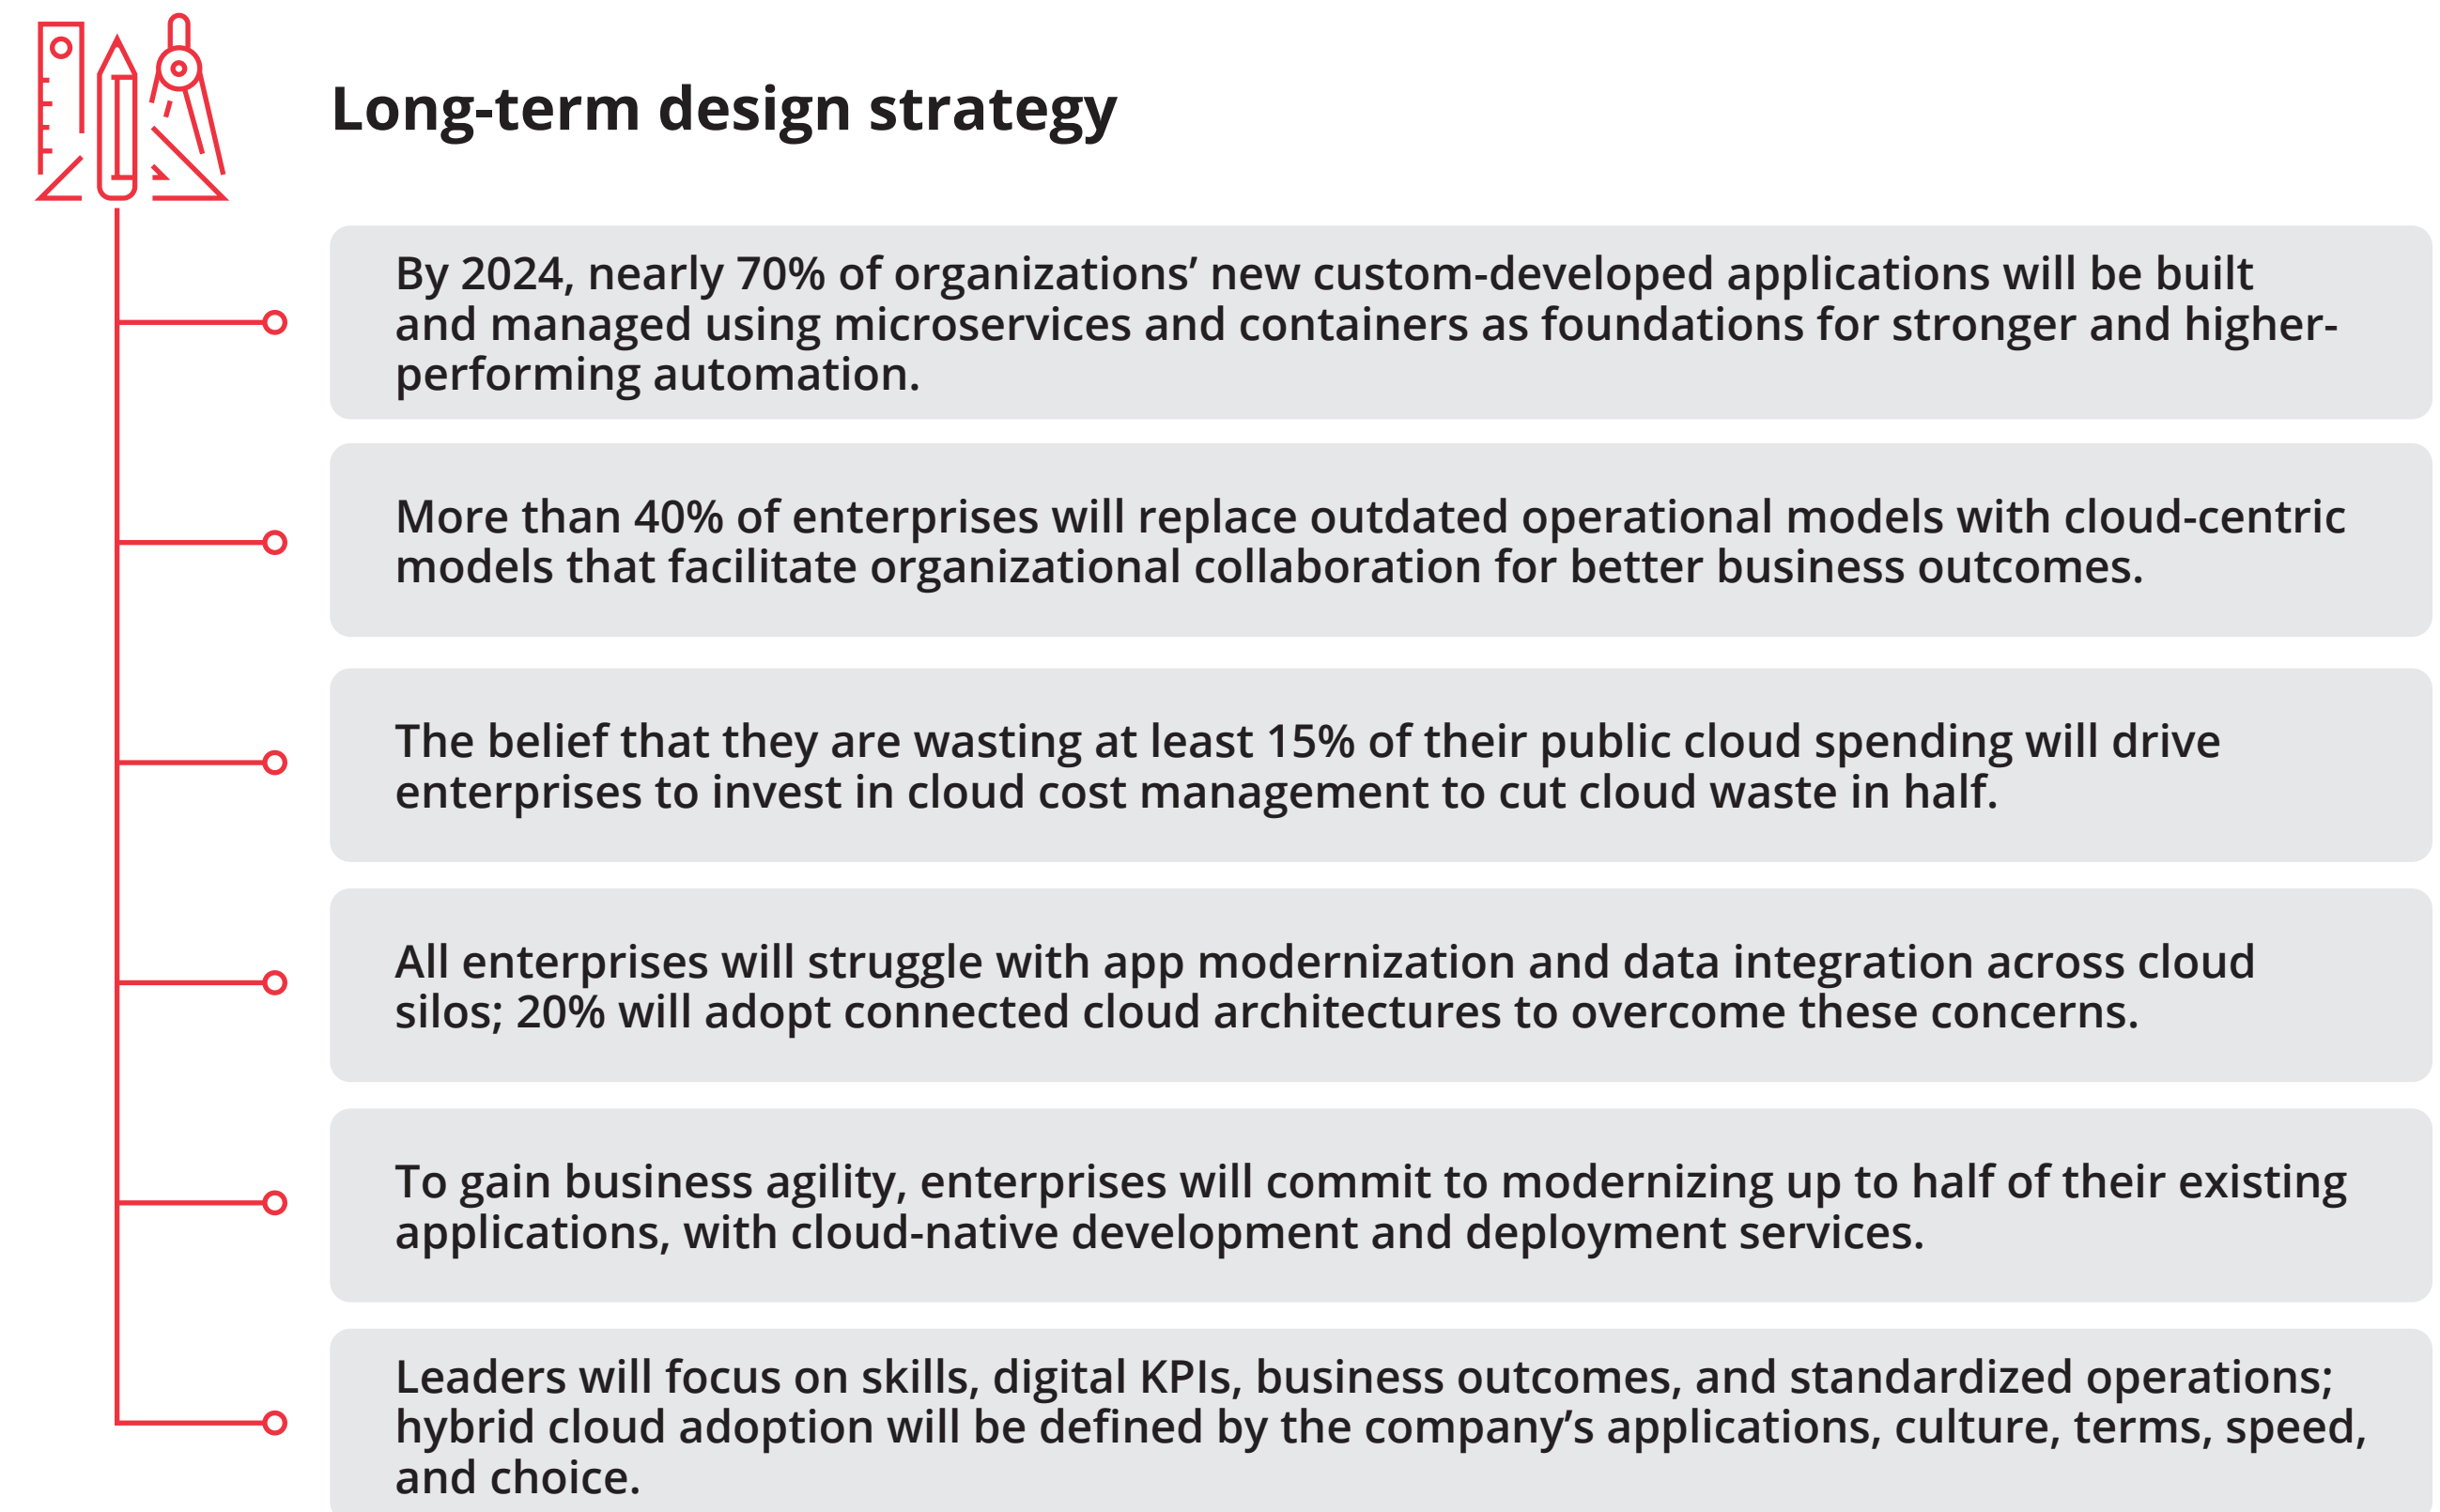 Long-term design strategy
By 2024, nearly 70% of organizations’ new custom-developed applications will be built
and managed using microservices and containers as foundations for stronger and higher-
performing automation.
More than 40% of enterprises will replace outdated operational models with cloud-centric
models that facilitate organizational collaboration for better business outcomes.
The belief that they are wasting at least 15% of their public cloud spending will drive
enterprises to invest in cloud cost management to cut cloud waste in half.
All enterprises will struggle with app modernization and data integration across cloud
silos; 20% will adopt connected cloud architectures to overcome these concerns.
To gain business agility, enterprises will commit to modernizing up to half of their existing
applications, with cloud-native development and deployment services.
Leaders will focus on skills, digital KPIs, business outcomes, and standardized operations;
hybrid cloud adoption will be defined by the company’s applications, culture, terms, speed,
and choice.